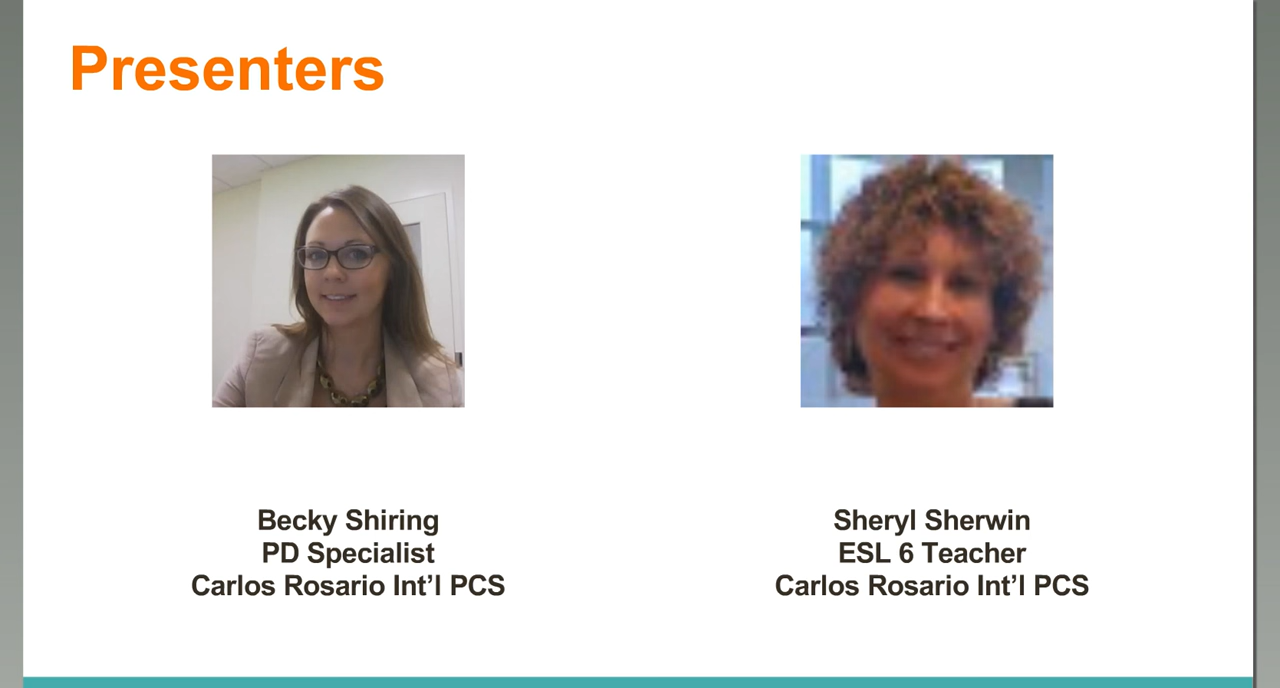 Presenters
Becky Shiring
PD Specialist
Carlos Rosario Int’l PCS
Sheryl Sherwin
ESL 6 Teacher
Carlos Rosario Int’l PCS